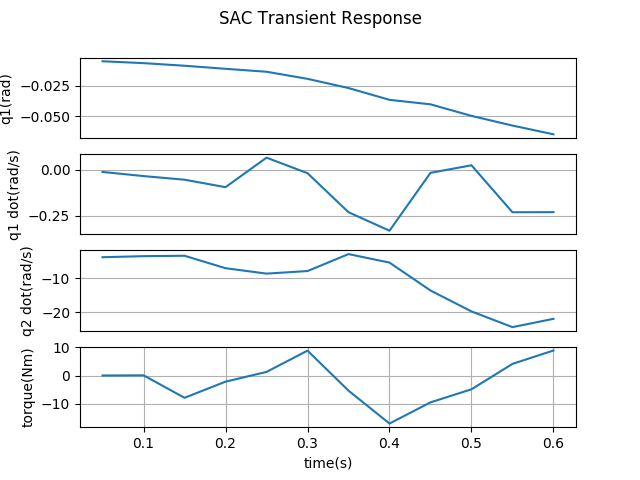 SAC Transient Response
−0.025
−0.050
q1(rad)
0.00
−0.25
q1 dot(rad/s)
−10
−20
q2 dot(rad/s)
10
0
−10
torque(Nm)
0.1 0.2 0.3 0.4 0.5 0.6
time(s)